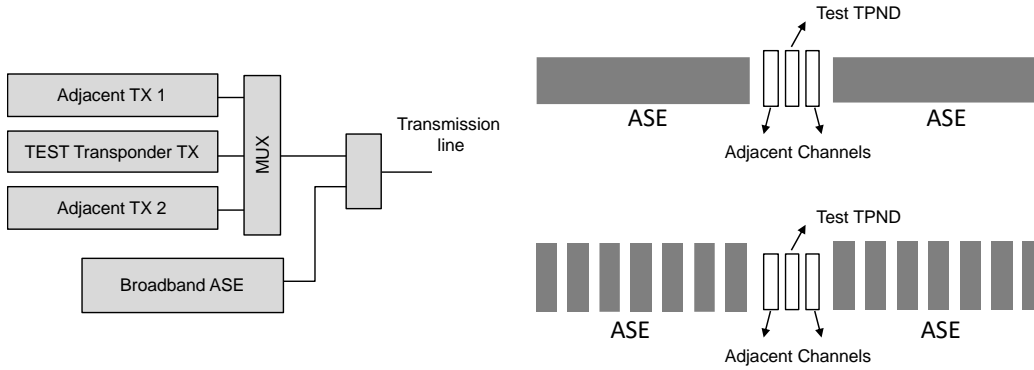 Adjacent TX 1
TEST Transponder TX
Adjacent TX 2
MUX
Broadband ASE
Transmission
line
Test TPND
ASE
ASE
Adjacent Channels
Test TPND
ASE
ASE
Adjacent Channels